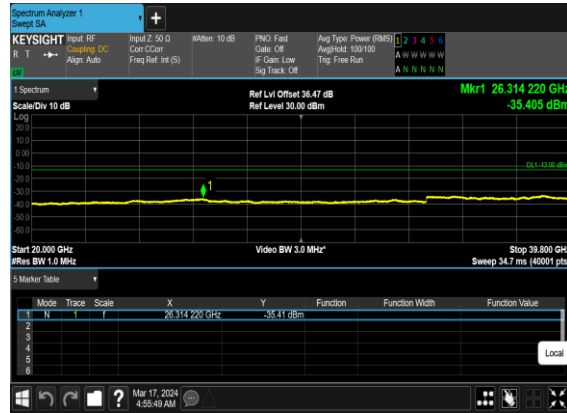 Spectrum Analyzer 1
Swept SA
KEYSIGHT
R T
Input: RF
Coupling: DC
Align: Auto
Input Z: 50 Ω
Corr CCorr
Freq Ref: Int (S)
#Atten: 10 dB
PNO: Fast
Gate: Off
IF Gain: Low
Sig Track: Off
Avg Type: Power (RMS)
Avg|Hold: 100/100
Trig: Free Run
1 2 3 4 5 6
A W W W W W
A N N N N N
1 Spectrum
Scale/Div 10 dB
Ref Lvl Offset 36.47 dB
Ref Level 30.00 dBm
Mkr1 26.314 220 GHz
-35.405 dBm
Log
20.0
10.0
0.00
-10.0
DL1 -13.00 dBm
-20.0
1
-30.0
-40.0
-50.0
-60.0
Start 20.000 GHz
#Res BW 1.0 MHz
Video BW 3.0 MHz*
Stop 39.800 GHz
Sweep 34.7 ms (40001 pts)
5 Marker Table
Mode Trace Scale X Y Function Function Width Function Value
1 N 1 f 26.314 220 GHz -35.41 dBm
2
3
4
5
6
Local
?
Mar 17, 2024
4:55:49 AM